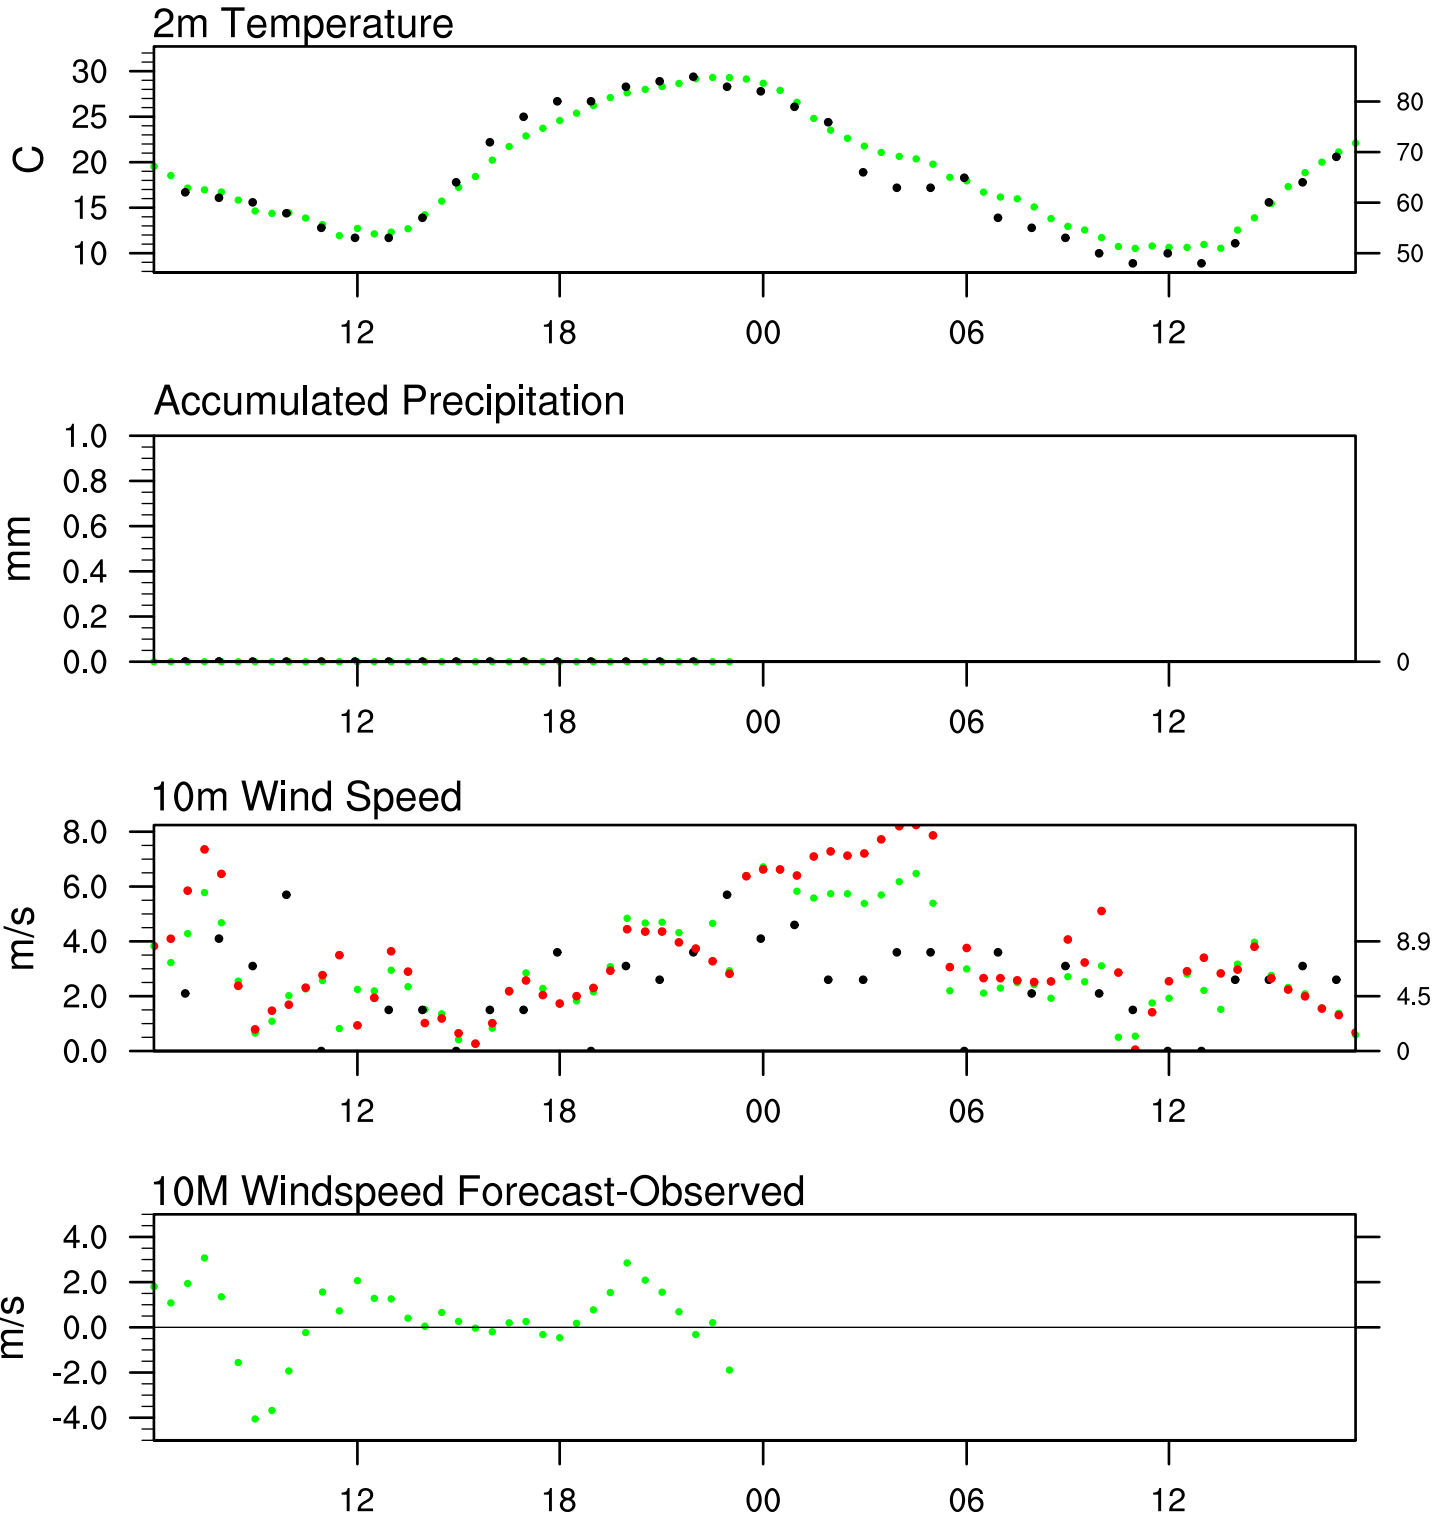 2m Temperature
30
25
20
15
10
C
80
70
60
50
12 18 00 06 12
Accumulated Precipitation
1.0
0.8
0.6
0.4
0.2
0.0
mm
0
12 18 00 06 12
10m Wind Speed
8.0
6.0
4.0
2.0
0.0
m/s
8.9
4.5
0
12 18 00 06 12
10M Windspeed Forecast-Observed
4.0
2.0
0.0
-2.0
-4.0
m/s
12 18 00 06 12